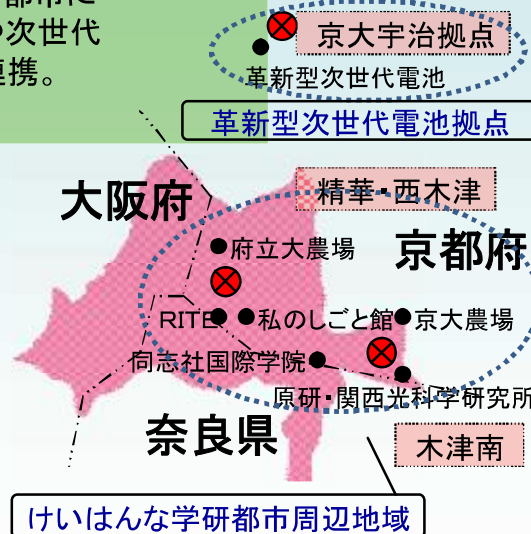 都市に
次世代
連携。
京大宇治拠点
革新型次世代電池
革新型次世代電池拠点
精華・西木津
大阪府
京都府
府立大農場
RITE
私のしごと館
京大農場
同志社国際学院
原研・関西光科学研究所
奈良県
木津南
けいはんな学研都市周辺地域